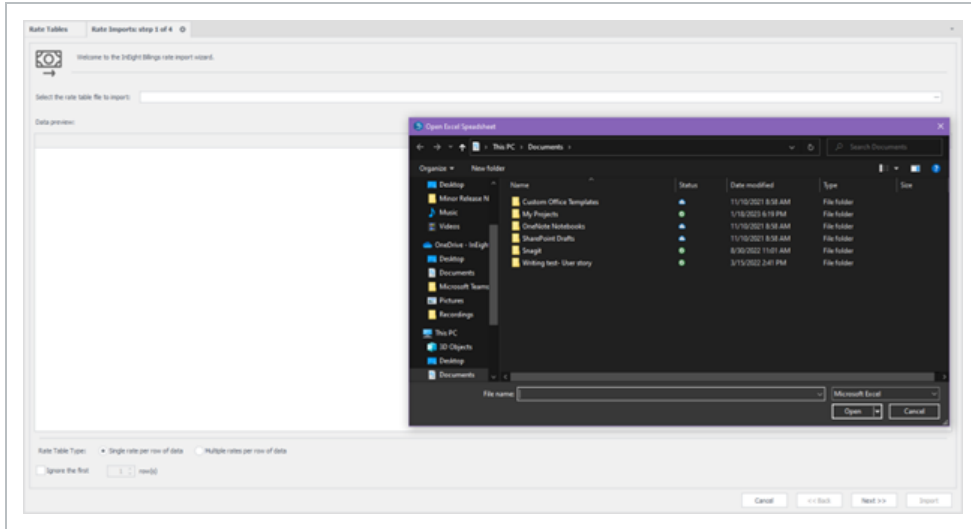 Rate Tables Rate Imports: step 1 of 4
Welcome to the InEight Billings rate import wizard.
Select the rate table file to import:
Data preview:
Open Excel Spreadsheet
This PC › Documents › Search Documents
Organize New folder
Name Status Date modified Type Size
Desktop
Minor Release N
Music
Videos
OneDrive - InEigh
Desktop
Documents
Microsoft Teams
Pictures
Recordings
This PC
3D Objects
Desktop
Documents
Custom Office Templates 11/10/2021 8:58 AM File folder
My Projects 1/18/2023 6:19 PM File folder
OneNote Notebooks 11/10/2021 8:58 AM File folder
SharePoint Drafts 11/10/2021 8:58 AM File folder
Snagit 8/30/2022 11:01 AM File folder
Writing test- User story 3/15/2022 2:41 PM File folder
File name: Microsoft Excel
Open Cancel
Rate Table Type: Single rate per row of data Multiple rates per row of data
Ignore the first 1 row(s)
Cancel << Back Next >> Import